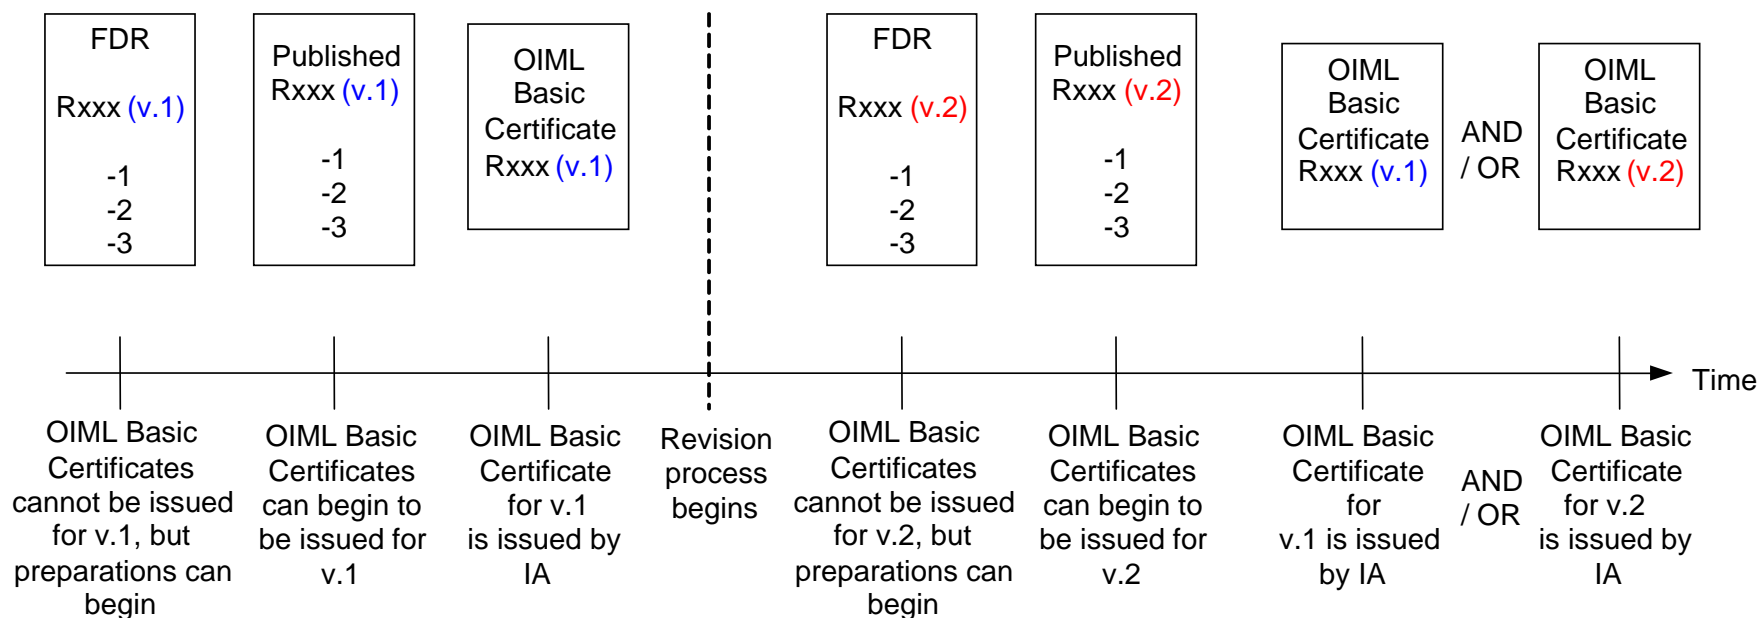 FDR
Rxxx (v.1)
-1
-2
-3
Published
Rxxx (v.1)
-1
-2
-3
OIML
Basic
Certificate
Rxxx (v.1)
FDR
Rxxx (v.2)
-1
-2
-3
Published
Rxxx (v.2)
-1
-2
-3
OIML
Basic
Certificate
Rxxx (v.1)
AND
/ OR
OIML
Basic
Certificate
Rxxx (v.2)
Time
OIML Basic
Certificates
cannot be issued
for v.1, but
preparations can
begin
OIML Basic
Certificates
can begin to
be issued for
v.1
OIML Basic
Certificate
for v.1
is issued by
IA
Revision
process
begins
OIML Basic
Certificates
cannot be issued
for v.2, but
preparations can
begin
OIML Basic
Certificates
can begin to
be issued for
v.2
OIML Basic
Certificate
for
v.1 is issued
by IA
AND
/ OR
OIML Basic
Certificate
for v.2
is issued by
IA